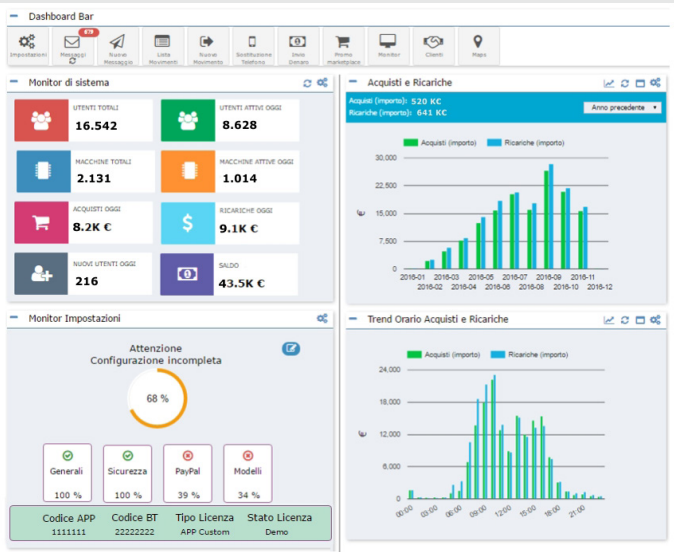 Dashboard Bar
679
Impostazioni Messaggi Nuovo Messaggio Lista Movimenti Nuovo Movimento Sostituzione Telefono Invio Denaro Promo marketplace Monitor Clienti Maps
Monitor di sistema
UTENTI TOTALI
16.542
UTENTI ATTIVI OGGI
8.628
MACCHINE TOTALI
2.131
MACCHINE ATTIVE OGGI
1.014
ACQUISTI OGGI
8.2K €
RICARICHE OGGI
9.1K €
NUOVI UTENTI OGGI
216
SALDO
43.5K €
Acquisti e Ricariche
Acquisti (importo): 520 KC
Ricariche (importo): 641 KC
Anno precedente
Acquisti (importo) Ricariche (importo)
30.000
22.500
15.000
7.500
0
€
2016-01 2016-03 2016-05 2016-07 2016-09 2016-11
2016-02 2016-04 2016-06 2016-08 2016-10 2016-12
Monitor Impostazioni
Attenzione
Configurazione incompleta
68 %
Generali Sicurezza PayPal Modelli
100 % 100 % 39 % 34 %
Codice APP Codice BT Tipo Licenza Stato Licenza
1111111 22222222 APP Custom Demo
Trend Orario Acquisti e Ricariche
Acquisti (importo) Ricariche (importo)
24.000
18.000
12.000
6.000
0
€
00:00 03:00 06:00 09:00 12:00 15:00 18:00 21:00